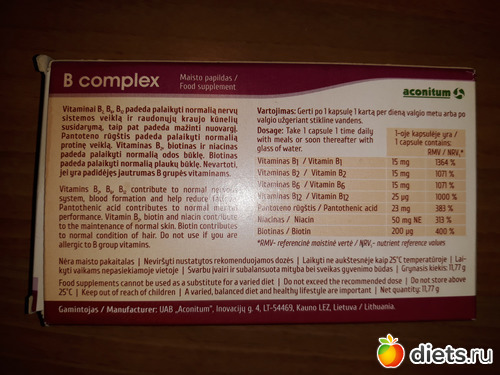 B complex
Maisto papildas /
Food supplement
aconitum
Vitaminai B₁, B₆, B₁₂ padeda palaikyti normalią nervų
sistemos veiklą ir raudonųjų kraujo kūnelių
susidarymą, taip pat padeda mažinti nuovargį.
Pantoteno rūgštis padeda palaikyti normalią
protinę veiklą. Vitaminas B₂, biotinas ir niacinas
padeda palaikyti normalią odos būklę. Biotinas
padeda palaikyti normalią plaukų būklę. Nevartoti,
jei yra padidėjęs jautrumas B grupės vitaminams.
Vitamins B₁, B₆, B₁₂ contribute to normal nervous
system, blood formation and help reduce fatigue.
Pantothenic acid contributes to normal mental
performance. Vitamin B₂, biotin and niacin contribute
to the maintenance of normal skin. Biotin contributes
to normal condition of hair. Do not use if you are
allergic to B group vitamins.
Vartojimas: Gerti po 1 kapsulę 1 kartą per dieną valgio metu arba po
valgio užgeriant stikline vandens.
Dosage: Take 1 capsule 1 time daily
with meals or soon thereafter with
glass of water.
1-oje kapsulėje yra /
1 capsule contains:
RMV / NRV,*
Vitaminas B1 / Vitamin B1 15 mg 1364 %
Vitaminas B2 / Vitamin B2 15 mg 1071 %
Vitaminas B6 / Vitamin B6 15 mg 1071 %
Vitaminas B12 / Vitamin B12 25 µg 1000 %
Pantoteno rūgštis / Pantothenic acid 23 mg 383 %
Niacinas / Niacin 50 mg NE 313 %
Biotinas / Biotin 200 µg 400 %
*RMV- referencinė maistinė vertė / NRV,- nutrient reference values
Nėra maisto pakaitalas | Neviršyti nustatytos rekomenduojamos dozės | Laikyti ne aukštesnėje kaip 25°C temperatūroje | Lai-
kyti vaikams nepasiekiamoje vietoje | Svarbu įvairi ir subalansuota mityba bei sveikas gyvenimo būdas | Grynasis kiekis: 11,77 g
Food supplements cannot be used as a substitute for a varied diet | Do not exceed the recommended dose | Do not store above
25°C | Keep out of reach of children | A varied, balanced diet and healthy lifestyle are important | Net quantity: 11,77 g
Gamintojas / Manufacturer: UAB „Aconitum", Inovacijų g. 4, LT-54469, Kauno LEZ, Lietuva / Lithuania.
diets.ru